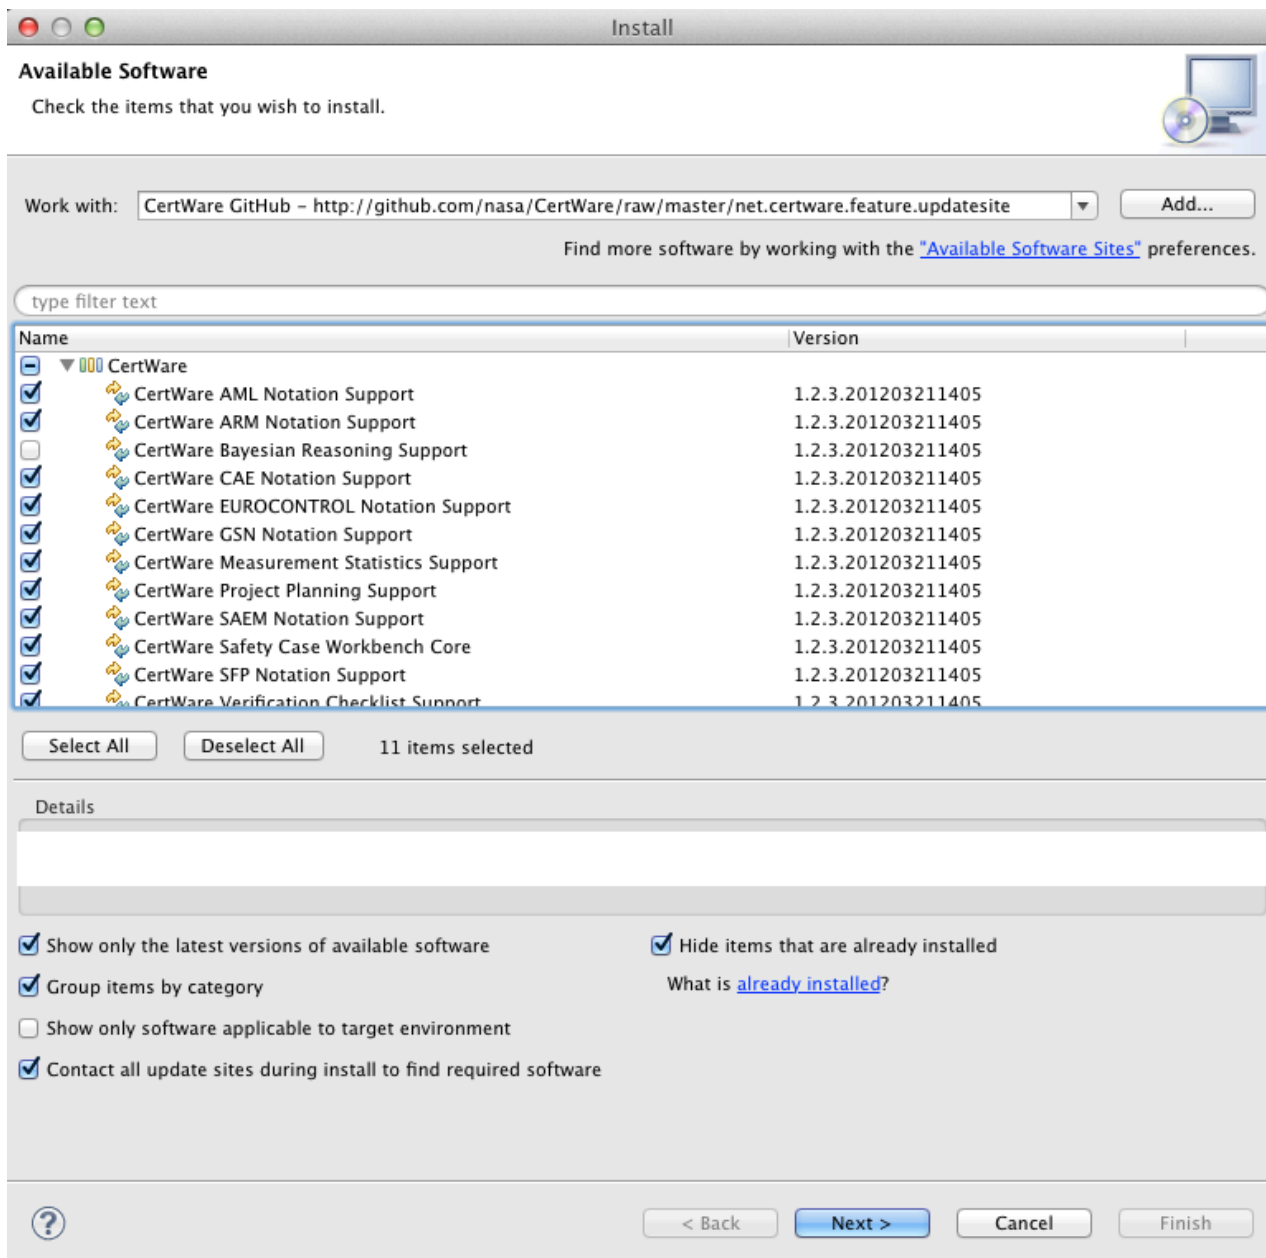 Install
Available Software
Check the items that you wish to install.
Work with: CertWare GitHub – http://github.com/nasa/CertWare/raw/master/net.certware.feature.updatesite Add...
Find more software by working with the "Available Software Sites" preferences.
type filter text
Name Version
CertWare
CertWare AML Notation Support 1.2.3.201203211405
CertWare ARM Notation Support 1.2.3.201203211405
CertWare Bayesian Reasoning Support 1.2.3.201203211405
CertWare CAE Notation Support 1.2.3.201203211405
CertWare EUROCONTROL Notation Support 1.2.3.201203211405
CertWare GSN Notation Support 1.2.3.201203211405
CertWare Measurement Statistics Support 1.2.3.201203211405
CertWare Project Planning Support 1.2.3.201203211405
CertWare SAEM Notation Support 1.2.3.201203211405
CertWare Safety Case Workbench Core 1.2.3.201203211405
CertWare SFP Notation Support 1.2.3.201203211405
CertWare Verification Checklist Support 1.2.3.201203211405
Select All Deselect All 11 items selected
Details
Show only the latest versions of available software Hide items that are already installed
Group items by category What is already installed?
Show only software applicable to target environment
Contact all update sites during install to find required software
? < Back Next > Cancel Finish